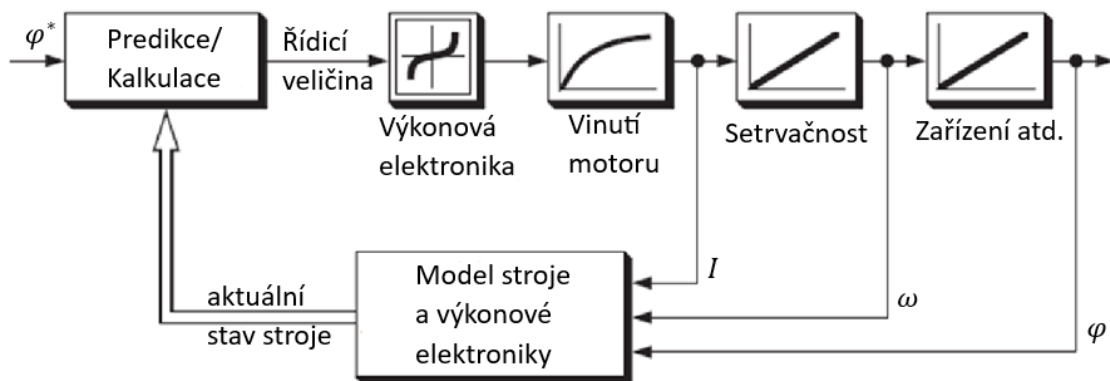 φ*
Predikce/
Kalkulace
Řídicí
veličina
Výkonová
elektronika
Vinutí
motoru
Setrvačnost
Zařízení atd.
I
ω
φ
Model stroje
a výkonové
elektroniky
aktuální
stav stroje